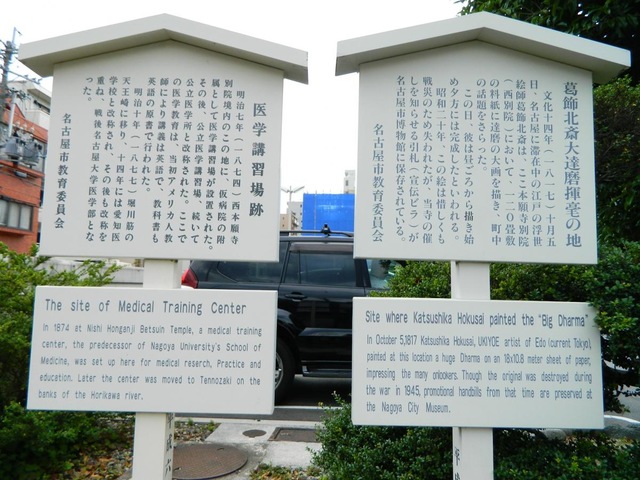 医学講習場跡
明治七年(一八七四)西本願寺
別院境内のこの地に、仮病院の附
属として医学講習場が設置された。
その後、公立医学講習場、続いて
公立医学所と改称された。ここで
の医学教育は、当初アメリカ人教
師により講義は英語で、教科書も
英語の原書で行われた。
明治十年(一八七七)堀川筋の
天王崎に移り、十四年には愛知医
学校と改称され、その後も改称を
重ね、戦後名古屋大学医学部とな
った。
名古屋市教育委員会
The site of Medical Training Center
In 1874 at Nishi Honganji Betsuin Temple, a medical training
center, the predecessor of Nagoya University's School of
Medicine, was set up here for medical reserch, Practice and
education. Later the center was moved to Tennozaki on the
banks of the Horikawa river.
葛飾北斎大達磨揮毫の地
文化十四年(一八一七)十月五
日、名古屋に滞在中の江戸の浮世
絵師葛飾北斎は、ここ本願寺別院
(西別院)において、一二〇畳敷
の料紙に達磨の大画を描き、町中
の話題をさらった。
この日、彼は昼ごろから描き始
め夕方には完成したといわれる。
昭和二十年、この絵は惜しくも
戦災のため失われたが、当寺の催
しを知らせる引札(宣伝ビラ)が
名古屋市博物館に保存されている。
名古屋市教育委員会
Site where Katsushika Hokusai painted the "Big Dharma"
In October 5,1817 Katsushika Hokusai, UKIYOE artist of Edo (current Tokyo),
painted at this location a huge Dharma on an 18x10.8 meter sheet of paper,
impressing the many onlookers. Though the original was destroyed during
the war in 1945, promotional handbills from that time are preserved at
the Nagoya City Museum.